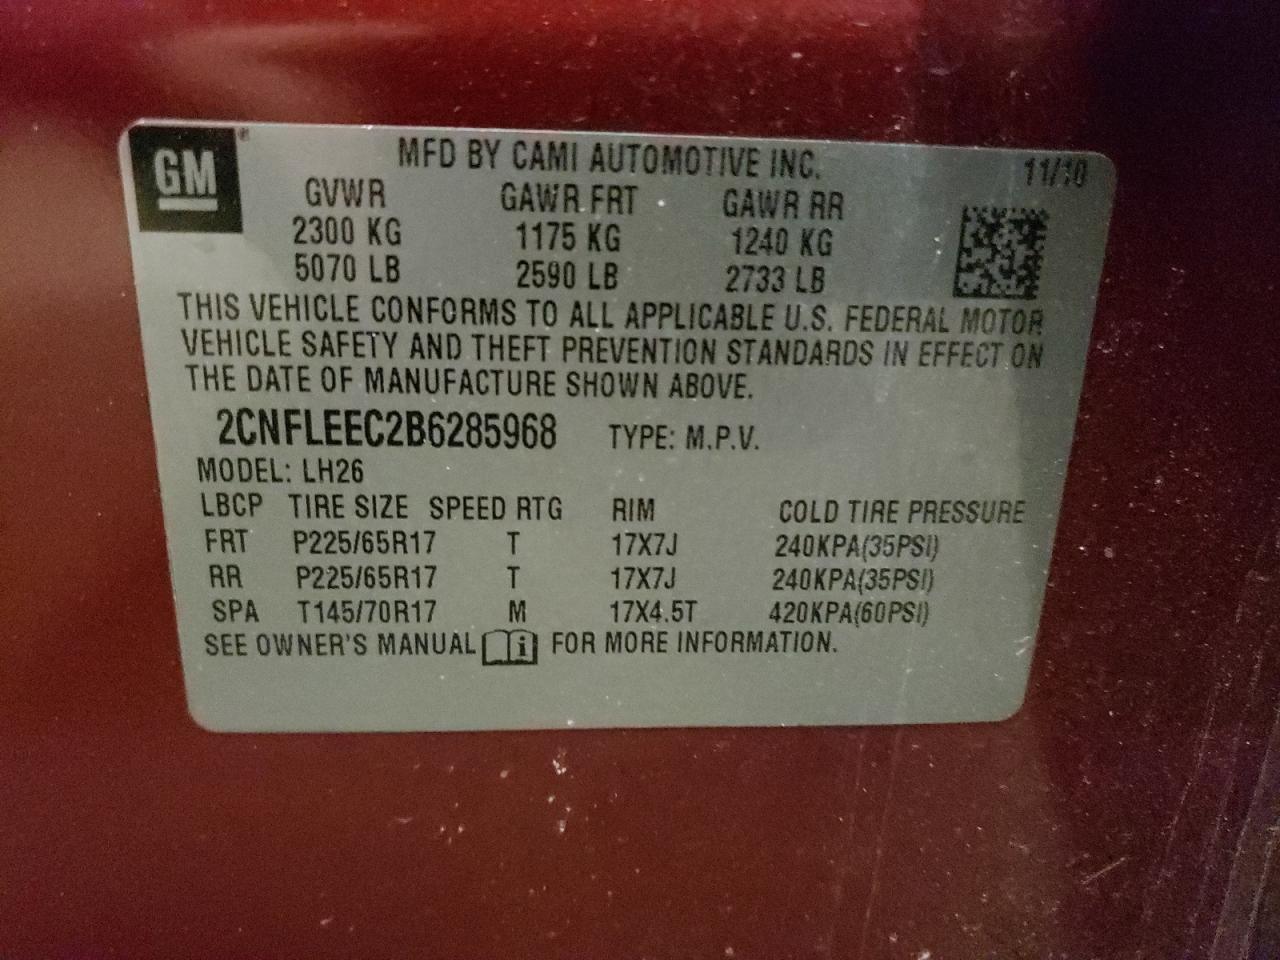 GM
MFD BY CAMI AUTOMOTIVE INC. 11/10
GVWR GAWR FRT GAWR RR
2300 KG 1175 KG 1240 KG
5070 LB 2590 LB 2733 LB
THIS VEHICLE CONFORMS TO ALL APPLICABLE U.S. FEDERAL MOTOR
VEHICLE SAFETY AND THEFT PREVENTION STANDARDS IN EFFECT ON
THE DATE OF MANUFACTURE SHOWN ABOVE.
2CNFLEEC2B6285968 TYPE: M.P.V.
MODEL: LH26
LBCP TIRE SIZE SPEED RTG RIM COLD TIRE PRESSURE
FRT P225/65R17 T 17X7J 240KPA(35PSI)
RR P225/65R17 T 17X7J 240KPA(35PSI)
SPA T145/70R17 M 17X4.5T 420KPA(60PSI)
SEE OWNER'S MANUAL i FOR MORE INFORMATION.